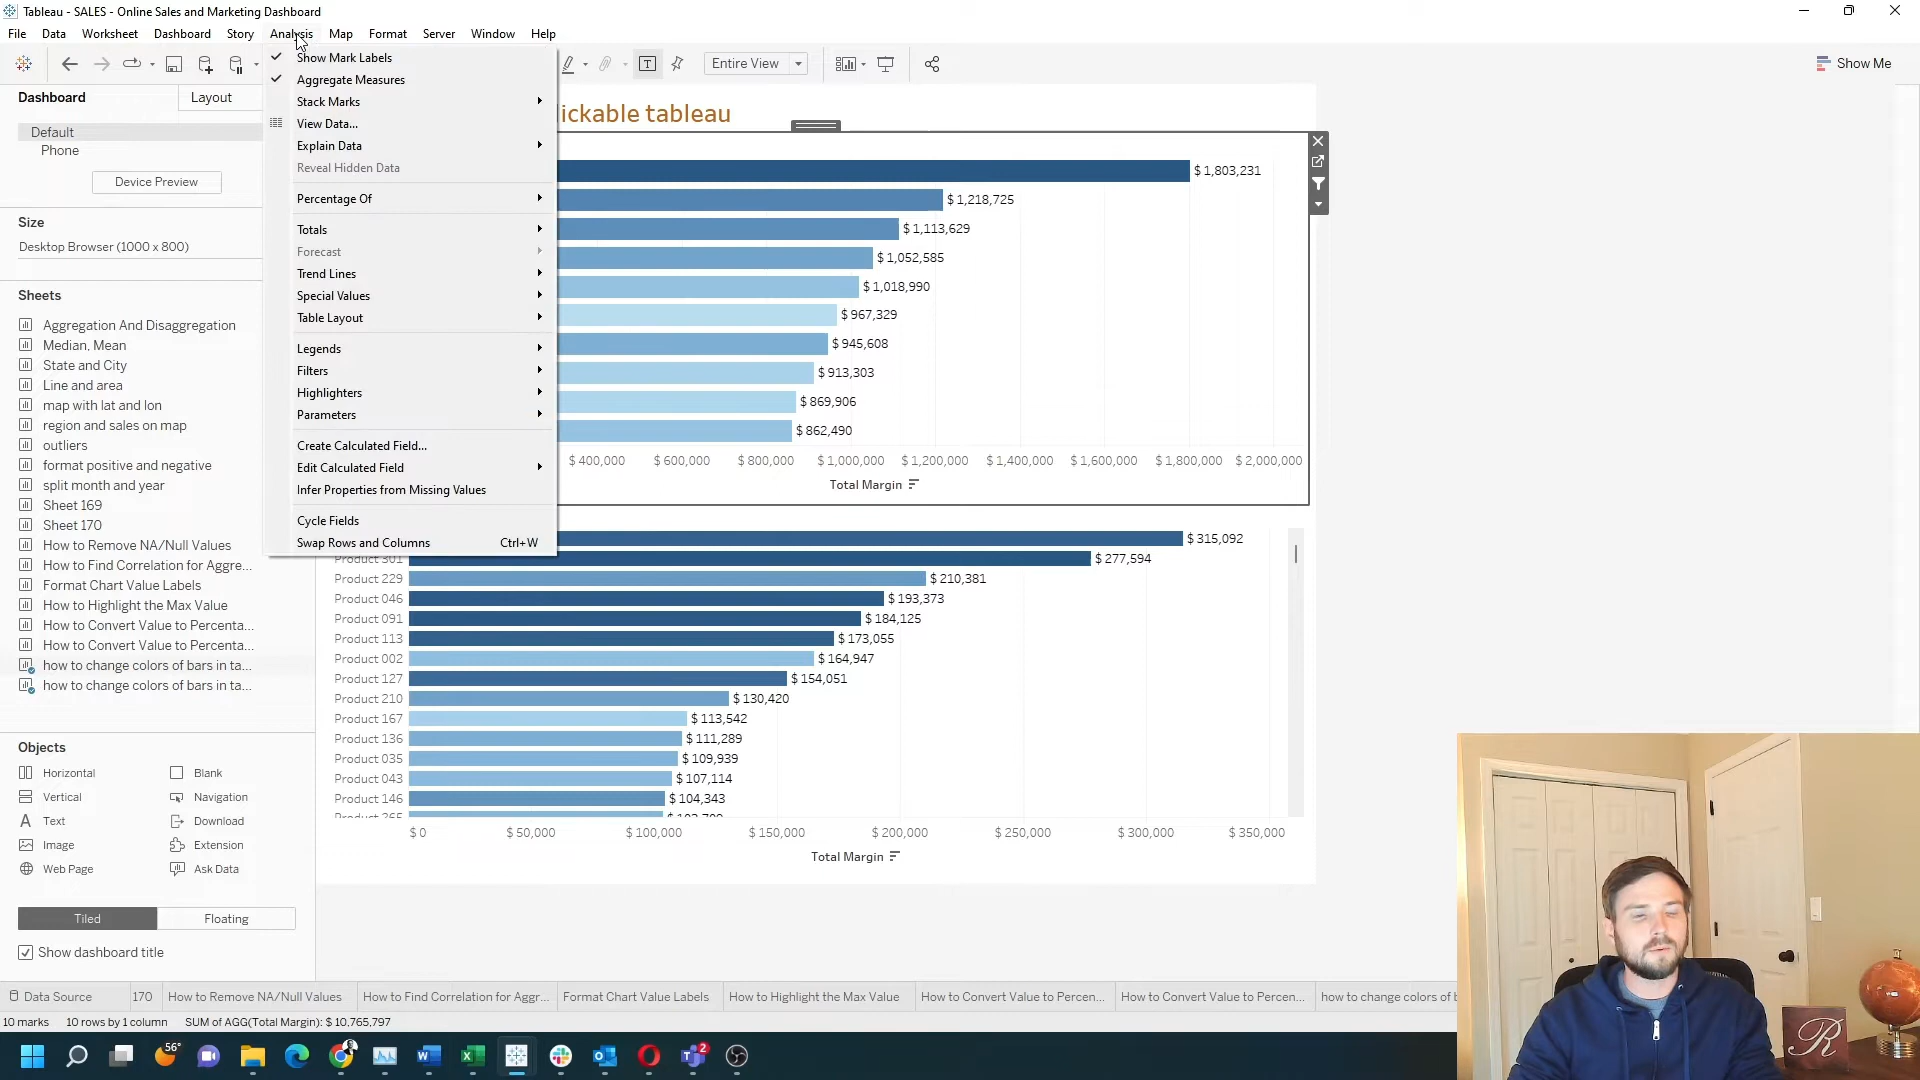 Tableau - SALES - Online Sales and Marketing Dashboard
File Data Worksheet Dashboard Story Analysis Map Format Server Window Help
Entire View
Show Me
Dashboard
Layout
Default
Phone
Device Preview
Size
Desktop Browser (1000 x 800)
Sheets
Aggregation And Disaggregation
Median, Mean
State and City
Line and area
map with lat and lon
region and sales on map
outliers
format positive and negative
split month and year
Sheet 169
Sheet 170
How to Remove NA/Null Values
How to Find Correlation for Aggre...
Format Chart Value Labels
How to Highlight the Max Value
How to Convert Value to Percenta...
How to Convert Value to Percenta...
how to change colors of bars in ta...
how to change colors of bars in ta...
Objects
Horizontal Blank
Vertical Navigation
Text Download
Image Extension
Web Page Ask Data
Tiled Floating
Show dashboard title
Show Mark Labels
Aggregate Measures
Stack Marks
View Data...
Explain Data
Reveal Hidden Data
Percentage Of
Totals
Forecast
Trend Lines
Special Values
Table Layout
Legends
Filters
Highlighters
Parameters
Create Calculated Field...
Edit Calculated Field
Infer Properties from Missing Values
Cycle Fields
Swap Rows and Columns Ctrl+W
lickable tableau
$ 1,803,231
$ 1,218,725
$ 1,113,629
$ 1,052,585
$ 1,018,990
$ 967,329
$ 945,608
$ 913,303
$ 869,906
$ 862,490
$ 400,000 $ 600,000 $ 800,000 $ 1,000,000 $ 1,200,000 $ 1,400,000 $ 1,600,000 $ 1,800,000 $ 2,000,000
Total Margin
$ 315,092
Product 301 $ 277,594
Product 229 $ 210,381
Product 046 $ 193,373
Product 091 $ 184,125
Product 113 $ 173,055
Product 002 $ 164,947
Product 127 $ 154,051
Product 210 $ 130,420
Product 167 $ 113,542
Product 136 $ 111,289
Product 035 $ 109,939
Product 043 $ 107,114
Product 146 $ 104,343
$ 0 $ 50,000 $ 100,000 $ 150,000 $ 200,000 $ 250,000 $ 300,000 $ 350,000
Total Margin
Data Source 170 How to Remove NA/Null Values How to Find Correlation for Aggr... Format Chart Value Labels How to Highlight the Max Value How to Convert Value to Percen... How to Convert Value to Percen... how to change colors of b
10 marks 10 rows by 1 column SUM of AGG(Total Margin): $ 10,765,797
56°
2
R